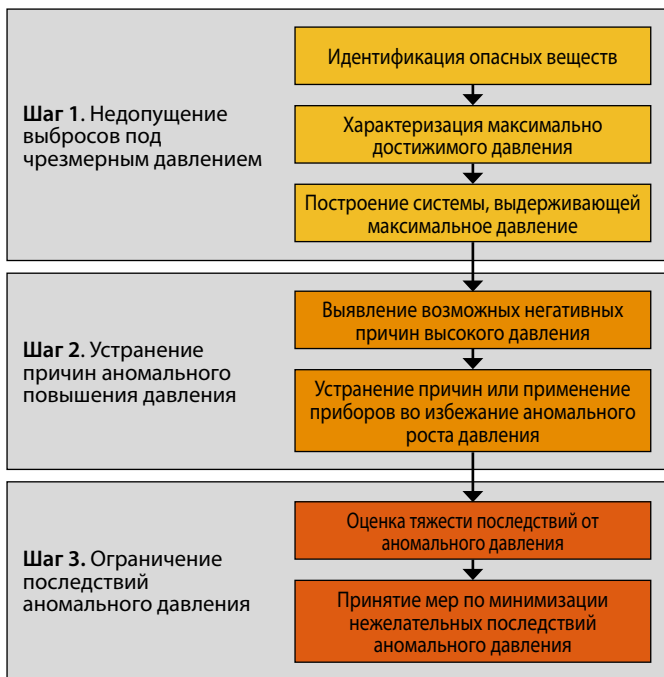 Шаг 1. Недопущение
выбросов под
чрезмерным давлением
Идентификация опасных веществ
Характеризация максимально
достижимого давления
Построение системы, выдерживающей
максимальное давление
Шаг 2. Устранение
причин аномального
повышения давления
Выявление возможных негативных
причин высокого давления
Устранение причин или применение
приборов во избежание аномального
роста давления
Шаг 3. Ограничение
последствий
аномального давления
Оценка тяжести последствий от
аномального давления
Принятие мер по минимизации
нежелательных последствий
аномального давления